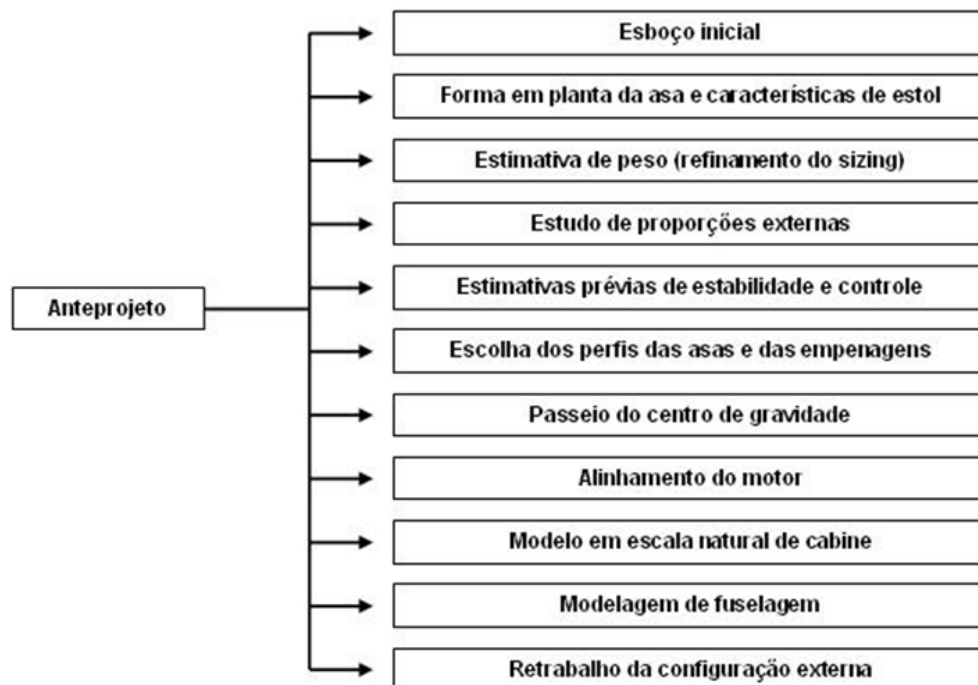 Esboço inicial
Forma em planta da asa e características de estol
Estimativa de peso (refinamento do sizing)
Estudo de proporções externas
Estimativas prévias de estabilidade e controle
Anteprojeto
Escolha dos perfis das asas e das empenagens
Passeio do centro de gravidade
Alinhamento do motor
Modelo em escala natural de cabine
Modelagem de fuselagem
Retrabalho da configuração externa